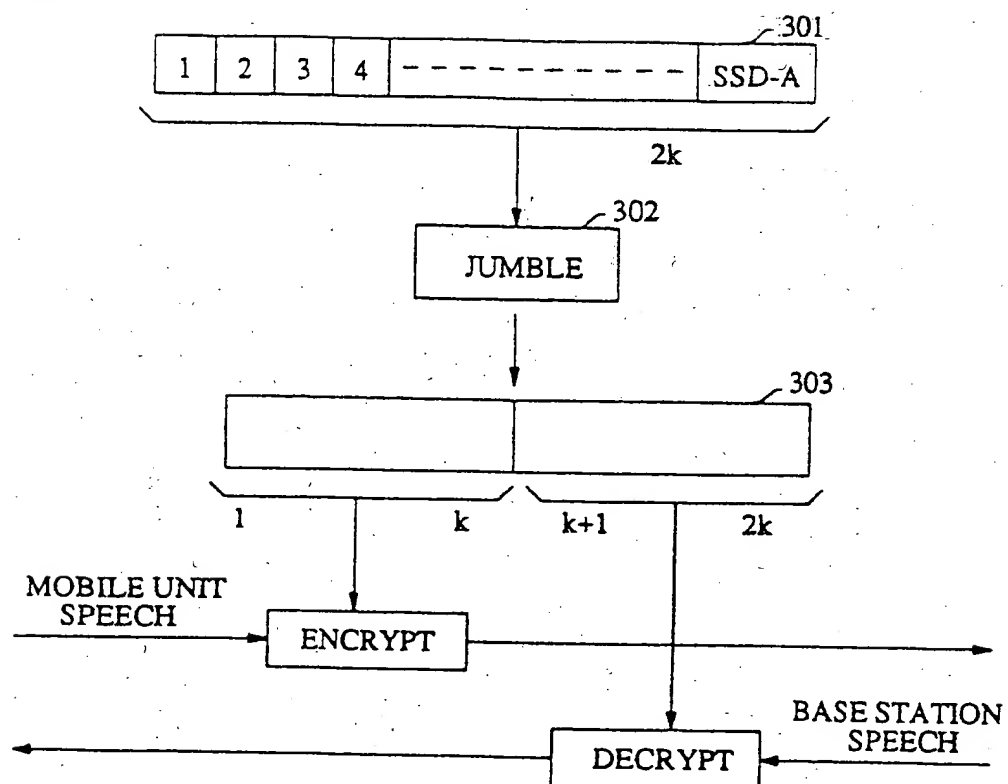 301
1 2 3 4 SSD-A
2k
302
JUMBLE
303
1 k k+1 2k
MOBILE UNIT
SPEECH
ENCRYPT
BASE STATION
SPEECH
DECRYPT